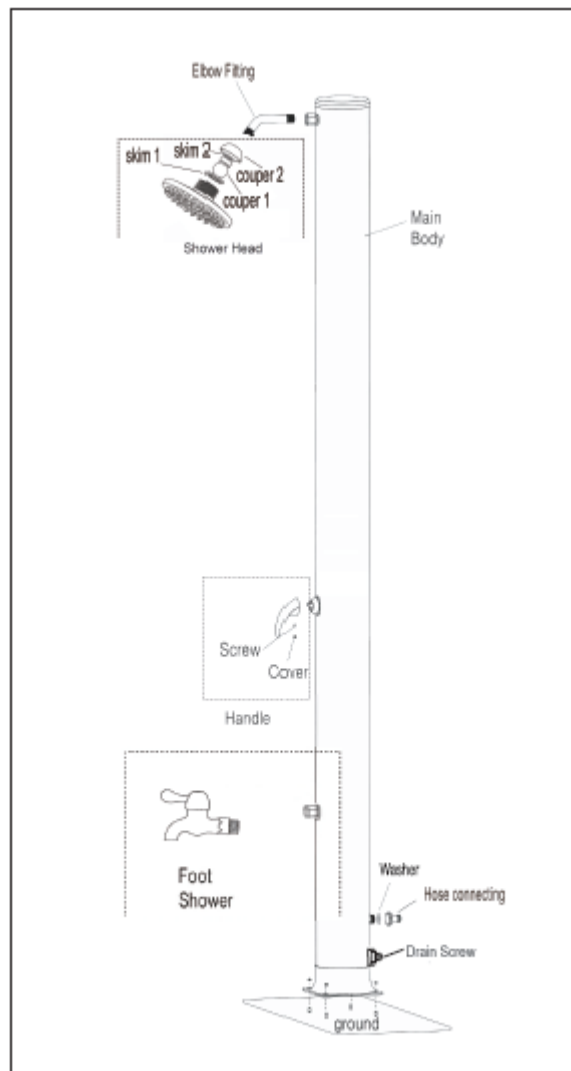 Elbow Fitting
skim 1
skim 2
couper 2
couper 1
Shower Head
Main
Body
Screw
Cover
Handle
Foot
Shower
Washer
Hose connecting
Drain Screw
ground